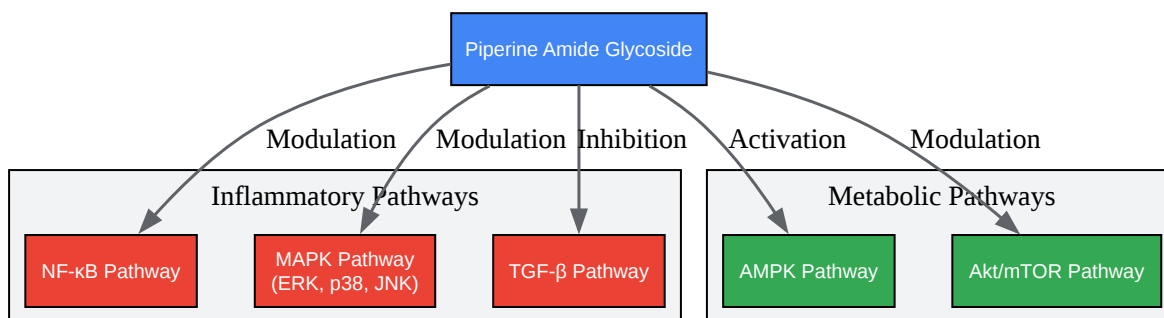 Piperine Amide Glycoside
Modulation
Modulation
Inhibition
Activation
Modulation
Inflammatory Pathways
Metabolic Pathways
NF-κB Pathway
MAPK Pathway
(ERK, p38, JNK)
TGF-β Pathway
AMPK Pathway
Akt/mTOR Pathway